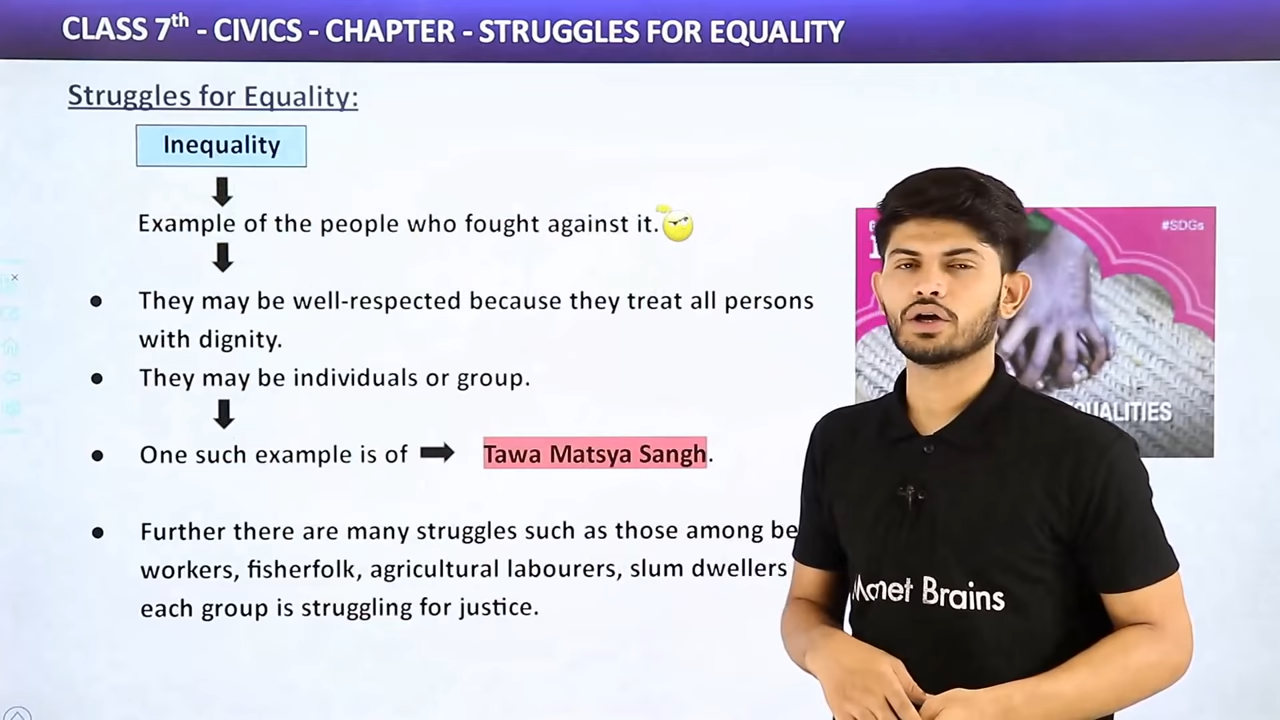 CLASS 7th - CIVICS - CHAPTER - STRUGGLES FOR EQUALITY
Struggles for Equality:
Inequality
Example of the people who fought against it.
#SDGs
They may be well-respected because they treat all persons
with dignity.
They may be individuals or group.
QUALITIES
One such example is of
Tawa Matsya Sangh.
Further there are many struggles such as those among
workers, fisherfolk, agricultural labourers, slum dwellers
each group is struggling for justice.
Magnet Brains